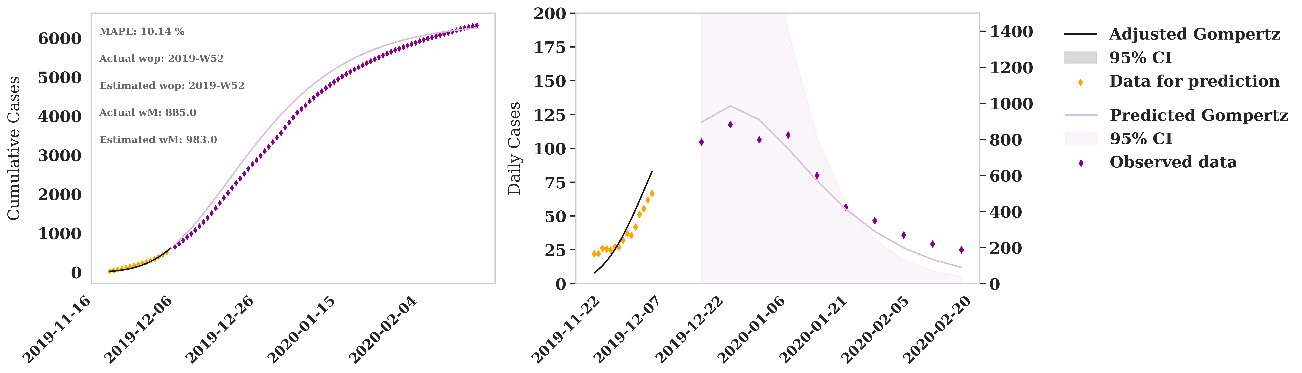 Cumulative Cases
6000
5000
4000
3000
2000
1000
0
MAPE: 10.14 %
Actual wop: 2019-W52
Estimated wop: 2019-W52
Actual wM: 885.0
Estimated wM: 983.0
2019-11-16
2019-12-06
2019-12-26
2020-01-15
2020-02-04
Daily Cases
200
175
150
125
100
75
50
25
0
2019-11-22
2019-12-07
2019-12-22
2020-01-06
2020-01-21
2020-02-05
2020-02-20
1400
1200
1000
800
600
400
200
0
Adjusted Gompertz
95% CI
Data for prediction
Predicted Gompertz
95% CI
Observed data